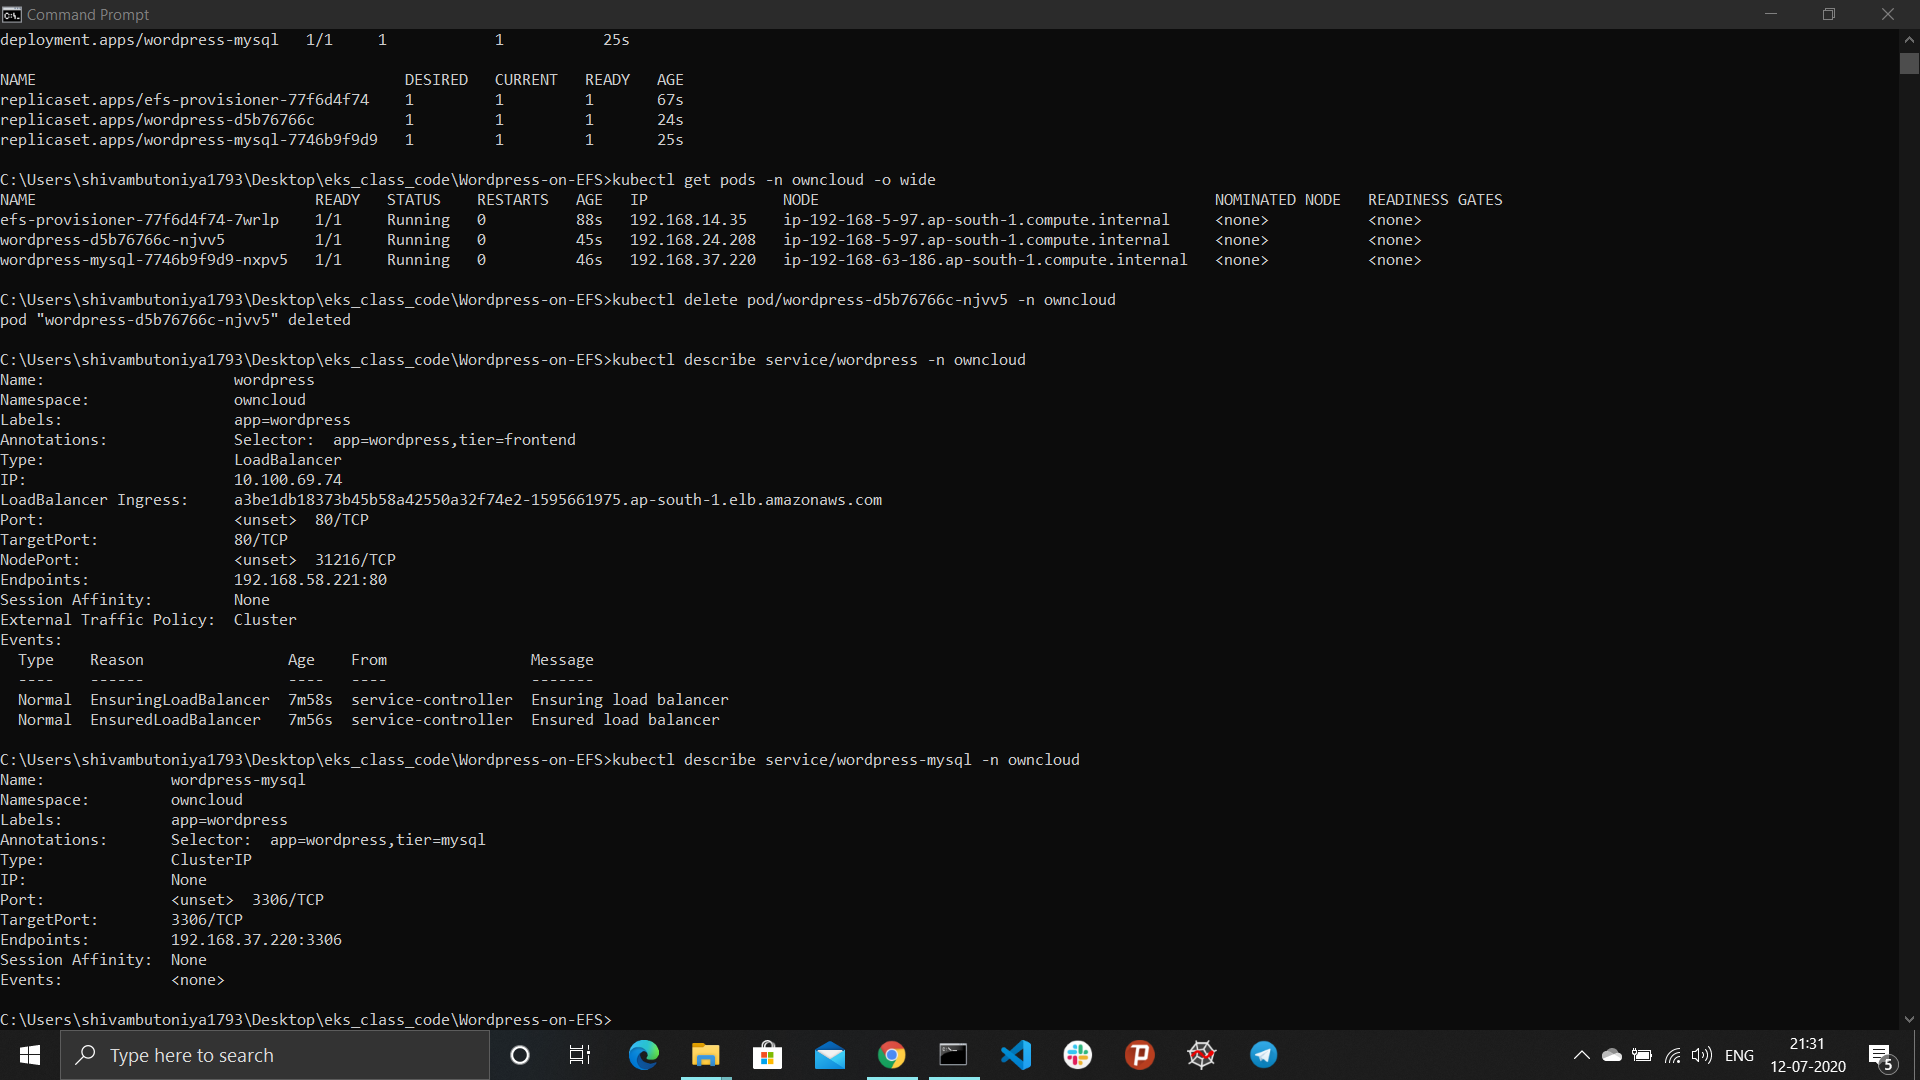 Command Prompt
deployment.apps/wordpress-mysql   1/1     1            1           25s
NAME                                         DESIRED   CURRENT   READY   AGE
replicaset.apps/efs-provisioner-77f6d4f74    1         1         1       67s
replicaset.apps/wordpress-d5b76766c          1         1         1       24s
replicaset.apps/wordpress-mysql-7746b9f9d9   1         1         1       25s
C:\Users\shivambutoniya1793\Desktop\eks_class_code\Wordpress-on-EFS>kubectl get pods -n owncloud -o wide
NAME                               READY   STATUS    RESTARTS   AGE   IP               NODE                                            NOMINATED NODE   READINESS GATES
efs-provisioner-77f6d4f74-7wrlp    1/1     Running   0          88s   192.168.14.35    ip-192-168-5-97.ap-south-1.compute.internal     <none>           <none>
wordpress-d5b76766c-njvv5          1/1     Running   0          45s   192.168.24.208   ip-192-168-5-97.ap-south-1.compute.internal     <none>           <none>
wordpress-mysql-7746b9f9d9-nxpv5   1/1     Running   0          46s   192.168.37.220   ip-192-168-63-186.ap-south-1.compute.internal   <none>           <none>
C:\Users\shivambutoniya1793\Desktop\eks_class_code\Wordpress-on-EFS>kubectl delete pod/wordpress-d5b76766c-njvv5 -n owncloud
pod "wordpress-d5b76766c-njvv5" deleted
C:\Users\shivambutoniya1793\Desktop\eks_class_code\Wordpress-on-EFS>kubectl describe service/wordpress -n owncloud
Name:                     wordpress
Namespace:                owncloud
Labels:                   app=wordpress
Annotations:              Selector:  app=wordpress,tier=frontend
Type:                     LoadBalancer
IP:                       10.100.69.74
LoadBalancer Ingress:     a3be1db18373b45b58a42550a32f74e2-1595661975.ap-south-1.elb.amazonaws.com
Port:                     <unset>  80/TCP
TargetPort:               80/TCP
NodePort:                 <unset>  31216/TCP
Endpoints:                192.168.58.221:80
Session Affinity:         None
External Traffic Policy:  Cluster
Events:
  Type    Reason                Age    From                Message
  ----    ------                ----   ----                -------
  Normal  EnsuringLoadBalancer  7m58s  service-controller  Ensuring load balancer
  Normal  EnsuredLoadBalancer   7m56s  service-controller  Ensured load balancer
C:\Users\shivambutoniya1793\Desktop\eks_class_code\Wordpress-on-EFS>kubectl describe service/wordpress-mysql -n owncloud
Name:              wordpress-mysql
Namespace:         owncloud
Labels:            app=wordpress
Annotations:       Selector:  app=wordpress,tier=mysql
Type:              ClusterIP
IP:                None
Port:              <unset>  3306/TCP
TargetPort:        3306/TCP
Endpoints:         192.168.37.220:3306
Session Affinity:  None
Events:            <none>
C:\Users\shivambutoniya1793\Desktop\eks_class_code\Wordpress-on-EFS>
Type here to search
ENG
21:31
12-07-2020
5